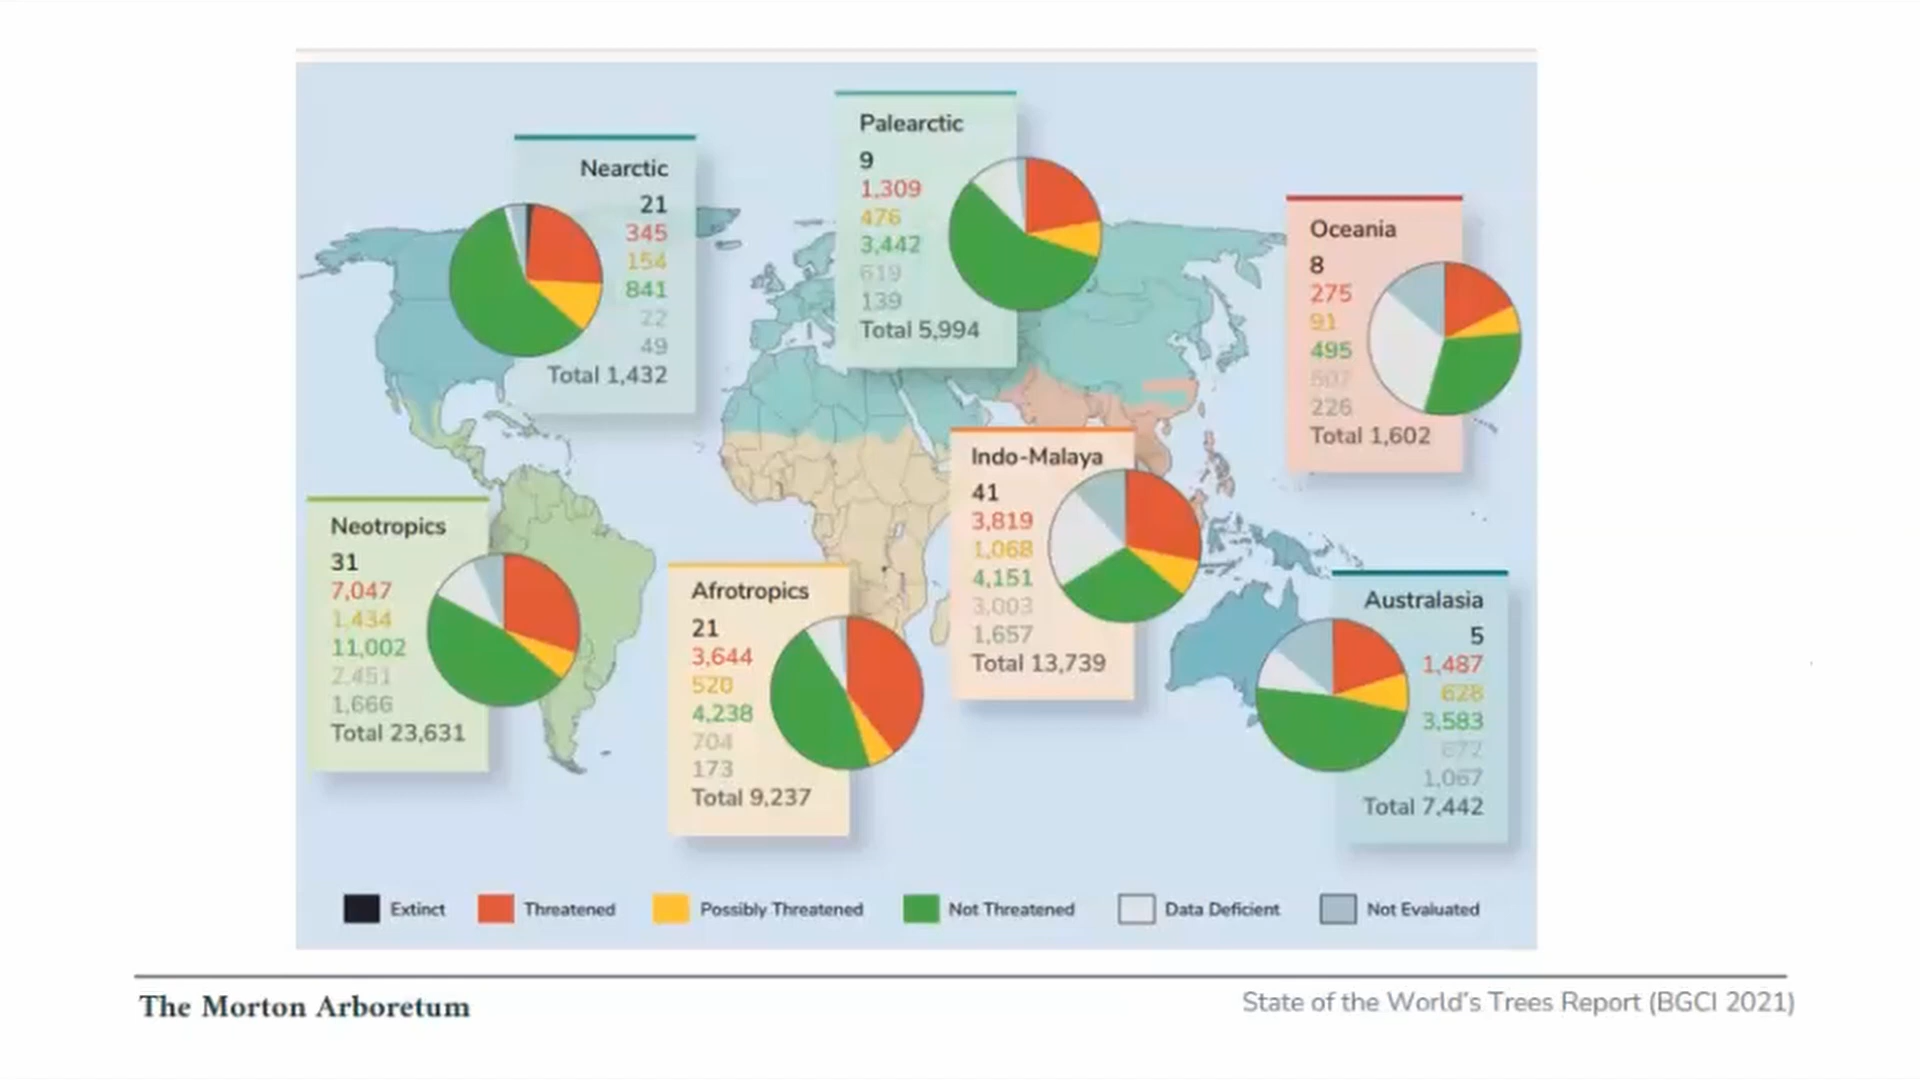 Nearctic
21
345
154
841
22
49
Total 1,432
Palearctic
9
1,309
476
3,442
619
139
Total 5,994
Oceania
8
275
91
495
507
226
Total 1,602
Neotropics
31
7,047
1,434
11,002
2,451
1,666
Total 23,631
Afrotropics
21
3,644
520
4,238
704
173
Total 9,237
Indo-Malaya
41
3,819
1,068
4,151
3,003
1,657
Total 13,739
Australasia
5
1,487
628
3,583
672
1,067
Total 7,442
Extinct
Threatened
Possibly Threatened
Not Threatened
Data Deficient
Not Evaluated
The Morton Arboretum
State of the World's Trees Report (BGCI 2021)